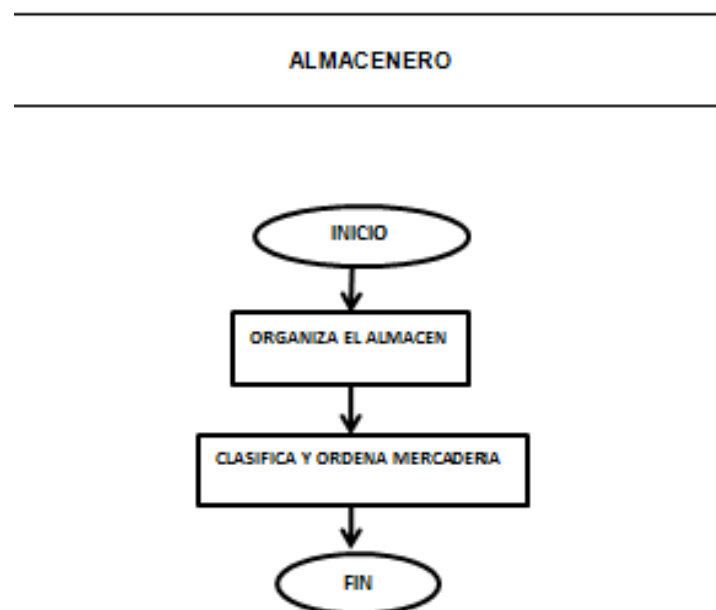 ALMACENERO
INICIO
ORGANIZA EL ALMACEN
CLASIFICA Y ORDENA MERCADERIA
FIN